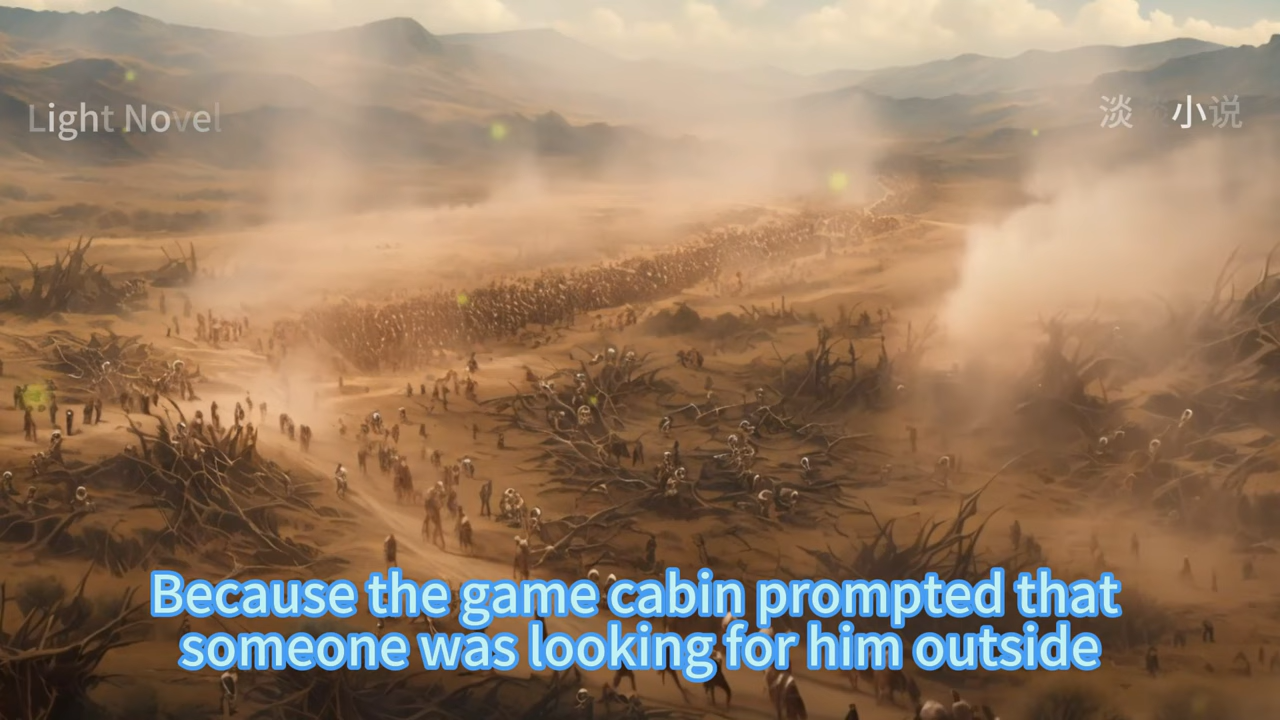 Light Novel
淡 小说
Because the game cabin prompted that
someone was looking for him outside